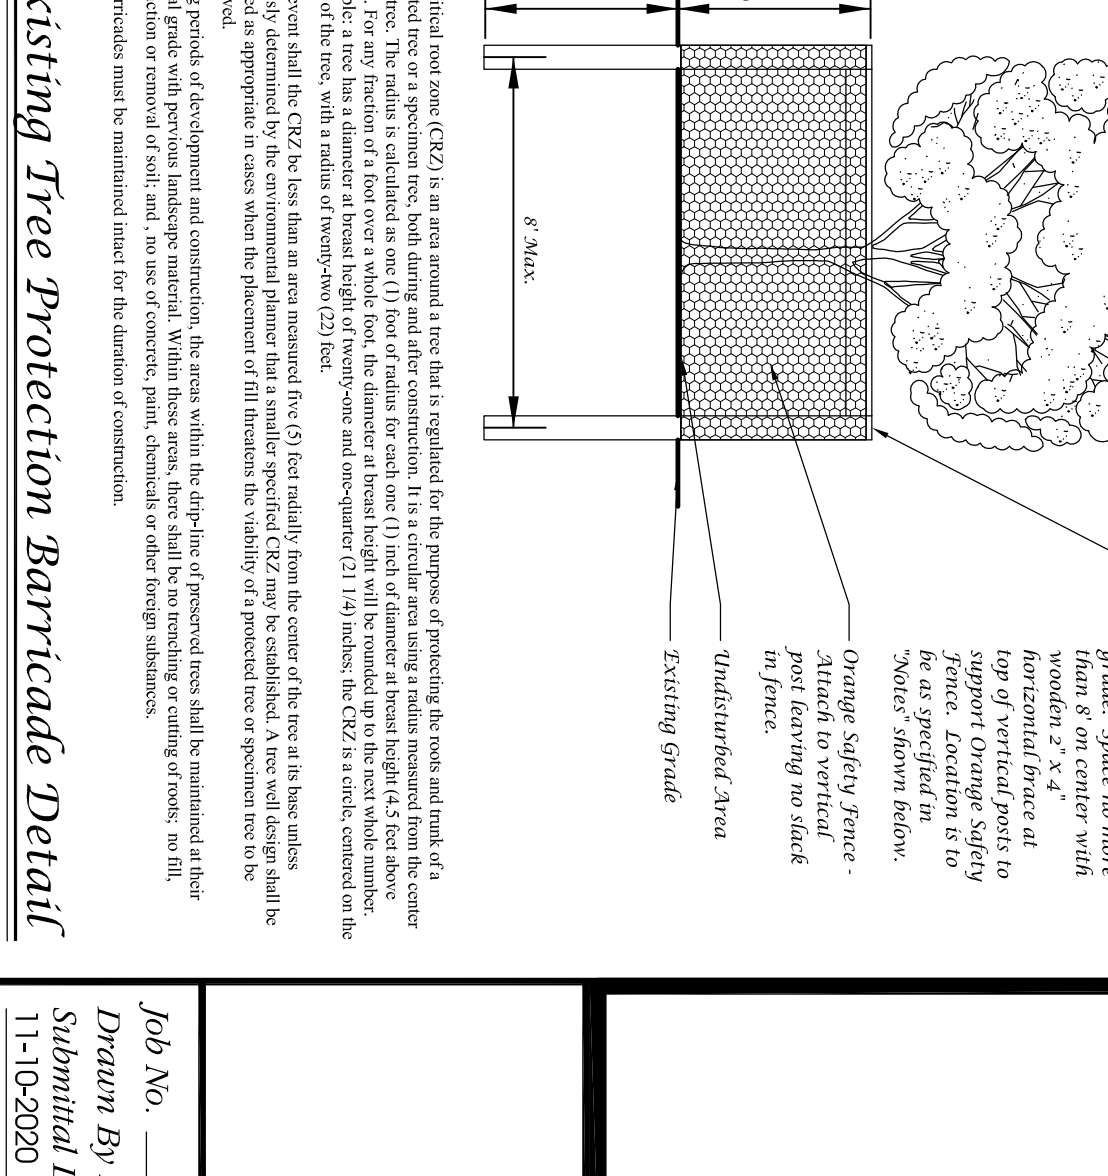 than 8' on center with
wooden 2" x 4"
horizontal brace at
top of vertical posts to
support Orange Safety
Fence. Location is to
be as specified in
"Notes" shown below.
Orange Safety Fence -
Attach to vertical
post leaving no slack
in fence.
Undisturbed Area
Existing Grade
8' Max.
itical root zone (CRZ) is an area around a tree that is regulated for the purpose of protecting the roots and trunk of a
ted tree or a specimen tree, both during and after construction. It is a circular area using a radius measured from the center
tree. The radius is calculated as one (1) foot of radius for each one (1) inch of diameter at breast height (4.5 feet above
. For any fraction of a foot over a whole foot, the diameter at breast height will be rounded up to the next whole number.
ple: a tree has a diameter at breast height of twenty-one and one-quarter (21 1/4) inches; the CRZ is a circle, centered on the
of the tree, with a radius of twenty-two (22) feet.
event shall the CRZ be less than an area measured five (5) feet radially from the center of the tree at its base unless
sly determined by the environmental planner that a smaller specified CRZ may be established. A tree well design shall be
ed as appropriate in cases when the placement of fill threatens the viability of a protected tree or specimen tree to be
ved.
g periods of development and construction, the areas within the drip-line of preserved trees shall be maintained at their
al grade with pervious landscape material. Within these areas, there shall be no trenching or cutting of roots; no fill,
ction or removal of soil; and , no use of concrete, paint, chemicals or other foreign substances.
rricades must be maintained intact for the duration of construction.
xisting Tree Protection Barricade Detail
Job No.
Drawn By
Submittal
11-10-2020